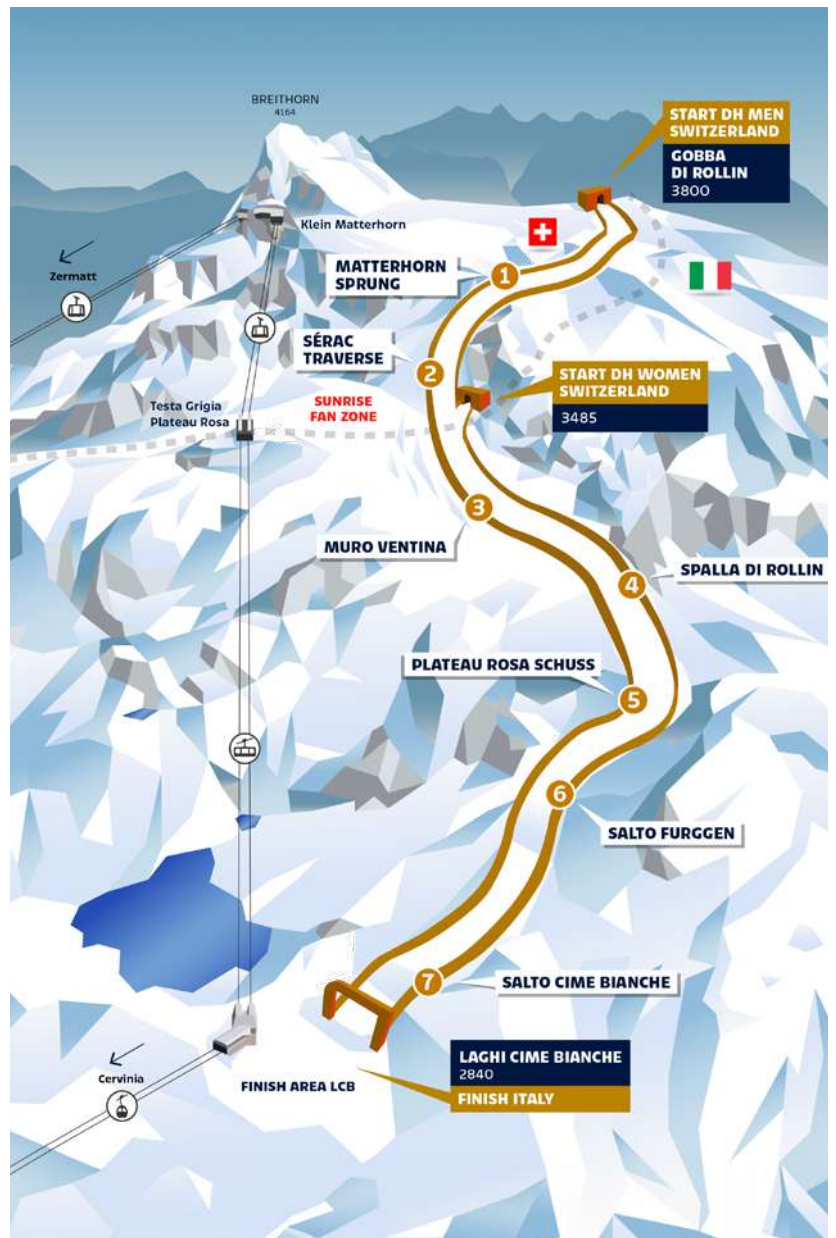 BREITHORN
4164
START DH MEN
SWITZERLAND
GOBBA
DI ROLLIN
3800
Klein Matterhorn
Zermatt
MATTERHORN
SPRUNG
1
SÉRAC
TRAVERSE
2
START DH WOMEN
SWITZERLAND
3485
Testa Grigia
Plateau Rosa
SUNRISE
FAN ZONE
3
MURO VENTINA
4
SPALLA DI ROLLIN
PLATEAU ROSA SCHUSS
5
6
SALTO FURGGEN
7
SALTO CIME BIANCHE
LAGHI CIME BIANCHE
2840
FINISH ITALY
Cervinia
FINISH AREA LCB